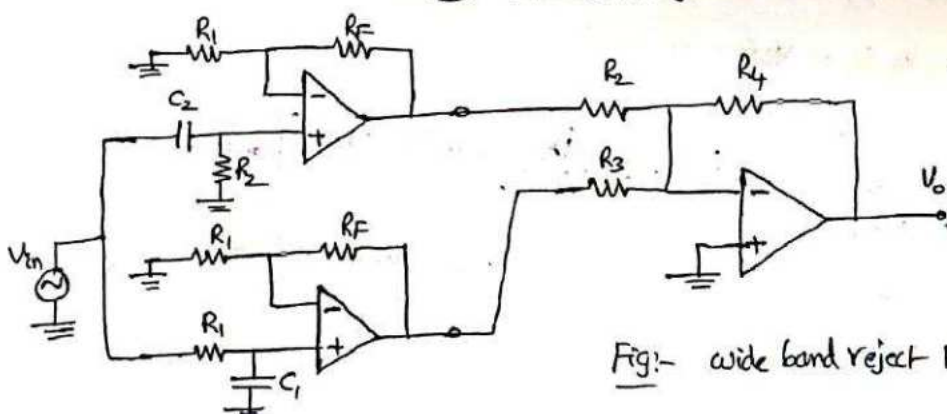 R1
RF
C2
R2
R2
R4
R3
Vin
R1
RF
R1
C1
Vo
Fig:- wide band reject